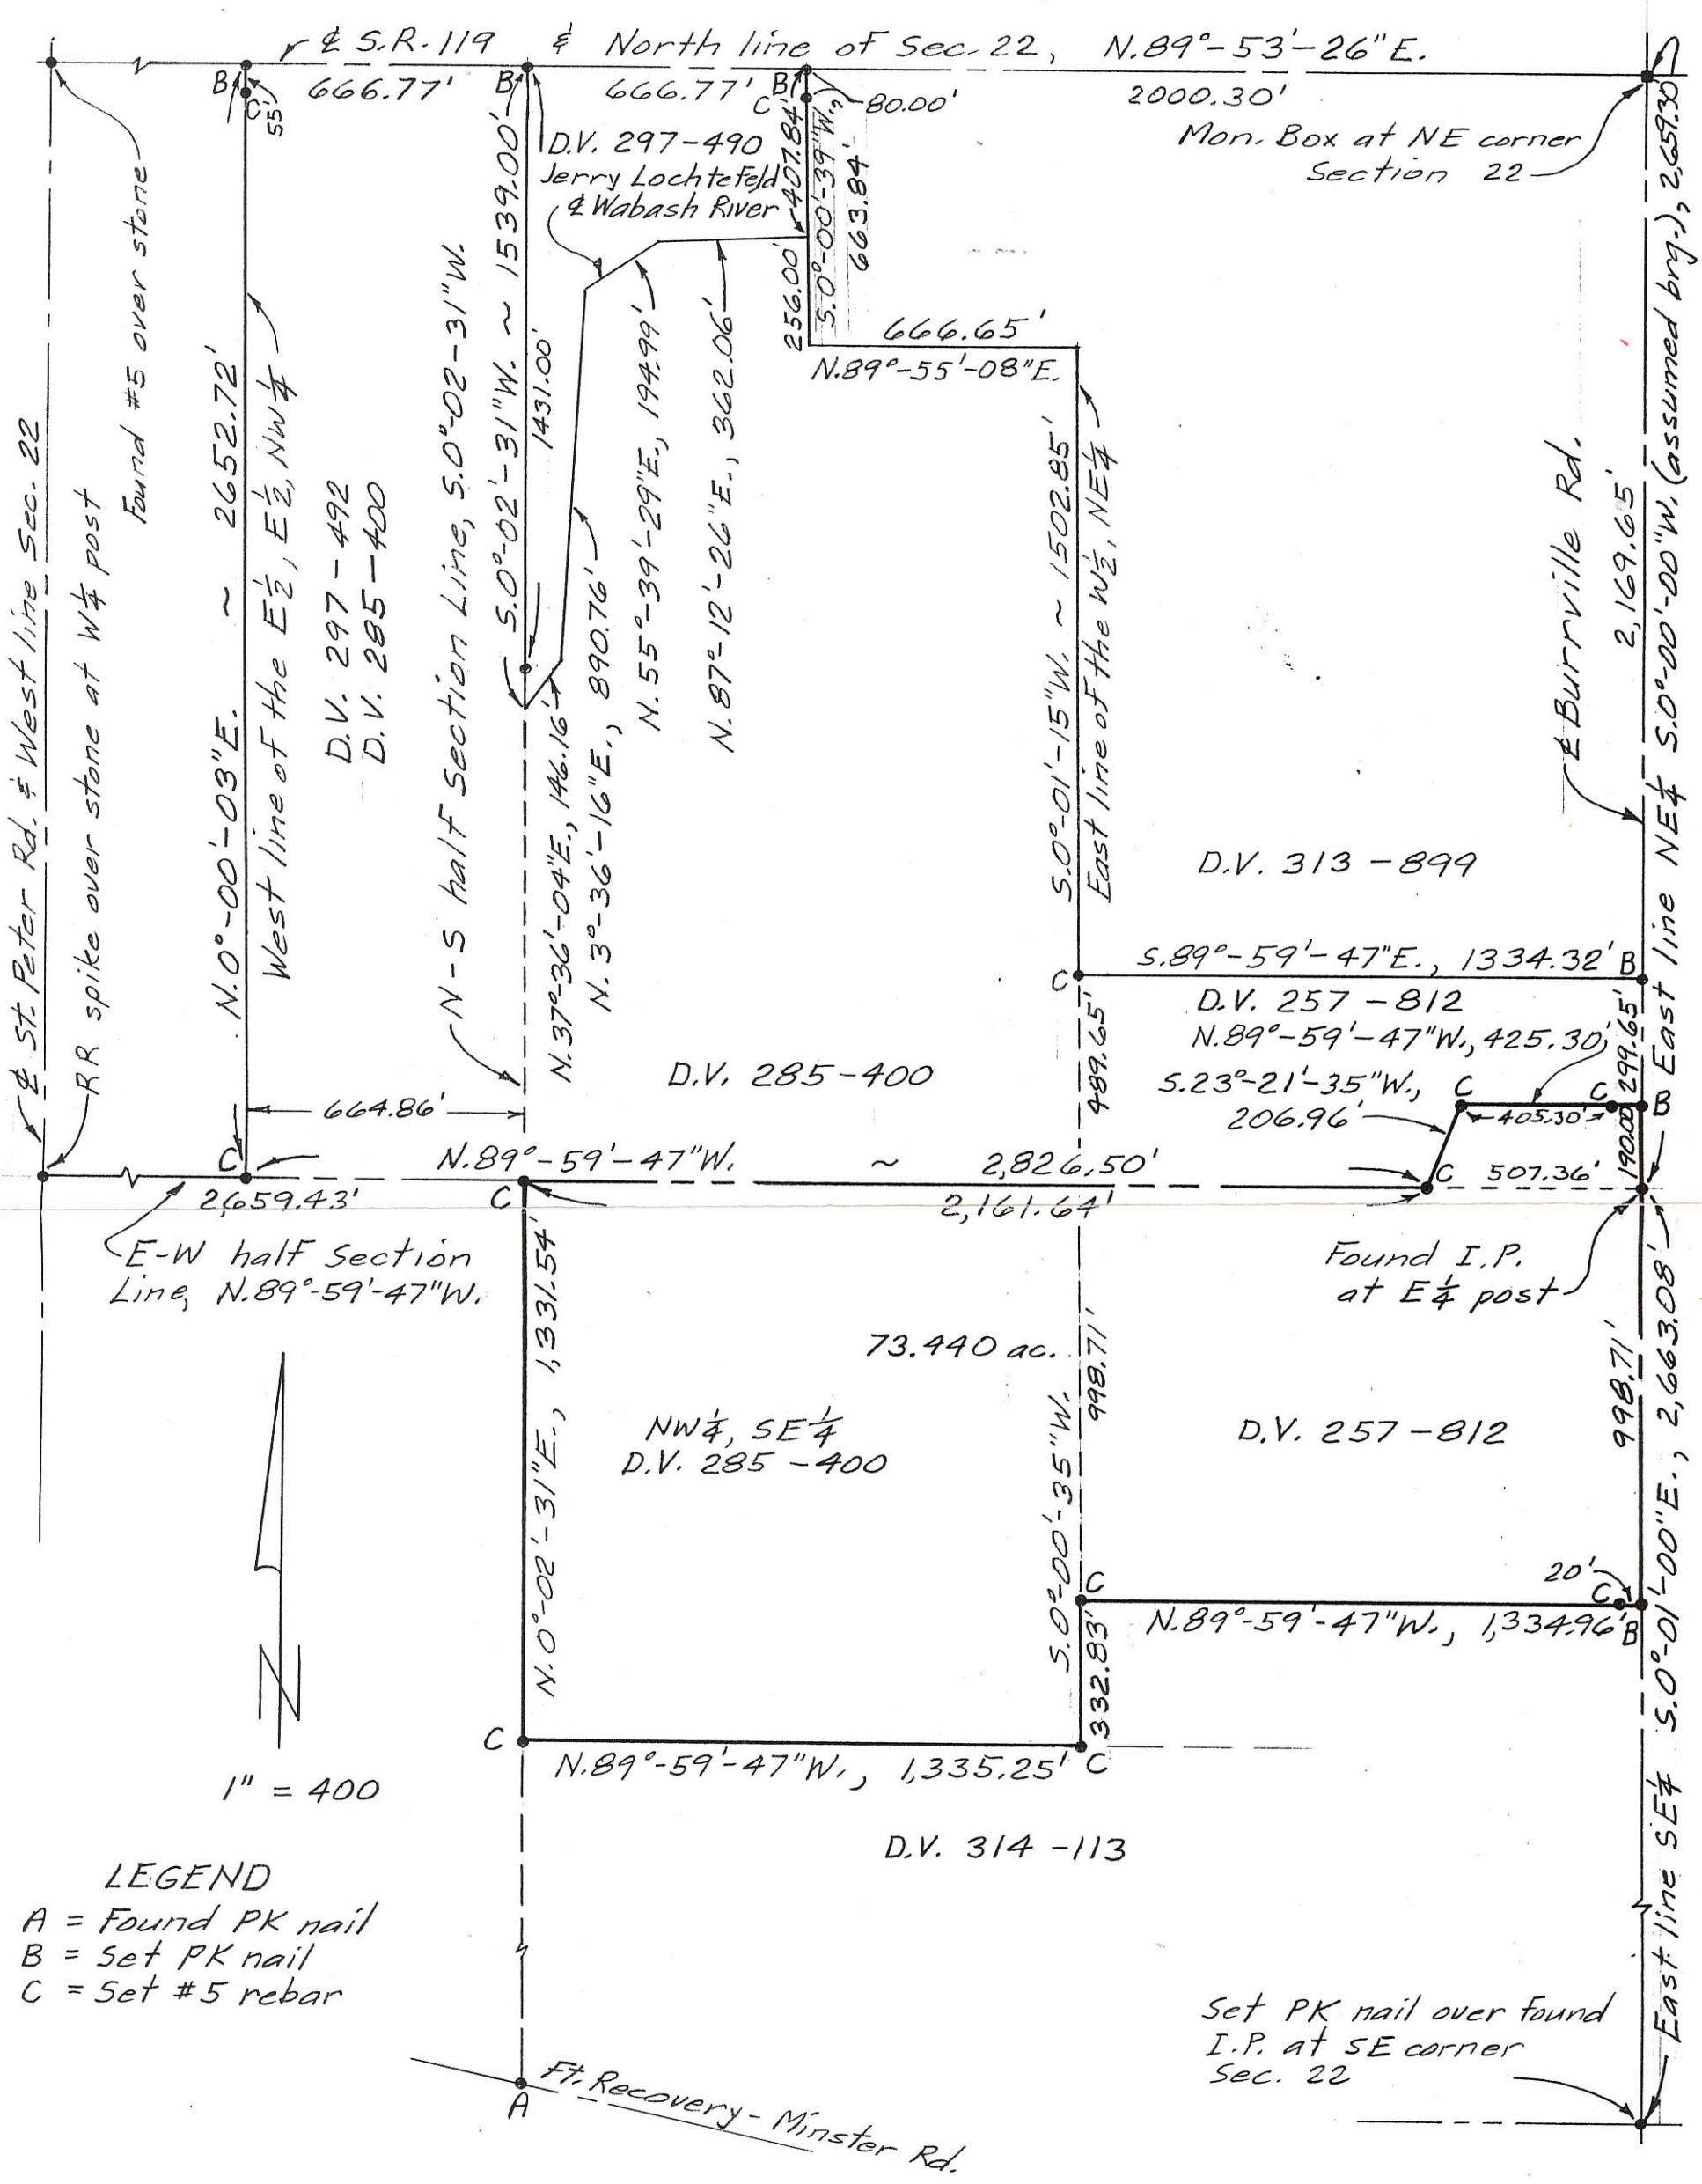 ℄ S.R. 119 & North line of Sec. 22, N.89°-53'-26"E.
B
666.77'
B
666.77'
B
80.00'
2000.30'
C
55'
C
Mon. Box at NE corner
Section 22
D.V. 297-490
Jerry Lochtefeld
℄ Wabash River
407.84'
S.0°-00'-39"W.,
663.84'
256.00'
666.65'
N.89°-55'-08"E.
Found #5 over stone
℄ St. Peter Rd. & West line Sec. 22
RR spike over stone at W¼ post
N.0°-00'-03"E. ~ 2652.72'
West line of the E½, E½, NW¼
D.V. 297-492
D.V. 285-400
N-S half Section Line, S.0°-02'-31"W.
S.0°-02'-31"W. ~ 1539.00'
1431.00'
N.37°-36'-04"E., 146.16'
N.3°-36'-16"E., 890.76'
N.55°-39'-29"E., 194.99'
N.87°-12'-26"E., 362.06'
S.0°-01'-15"W. ~ 1502.85'
East line of the W½, NE¼
℄ Burrville Rd.
2,169.65'
East line NE¼ S.0°-00'-00"W. (assumed brg.), 2,659.30'
D.V. 313-899
S.89°-59'-47"E., 1334.32'
B
C
D.V. 257-812
N.89°-59'-47"W., 425.30'
489.65'
299.65'
D.V. 285-400
S.23°-21'-35"W.,
206.96'
C
C
B
405.30'
190.00'
664.86'
C
N.89°-59'-47"W. ~ 2,826.50'
C
507.36'
2,659.43'
C
2,161.64'
E-W half Section
Line, N.89°-59'-47"W.
Found I.P.
at E¼ post
N.0°-02'-31"E., 1,331.54'
73.440 ac.
998.71'
998.71'
NW¼, SE¼
D.V. 285-400
D.V. 257-812
S.0°-00'-35"W.
East line SE¼ S.0°-01'-00"E., 2,663.08'
N
20'
C
C
B
N.89°-59'-47"W., 1,334.96'
332.83'
C
N.89°-59'-47"W., 1,335.25'
C
1" = 400
D.V. 314-113
LEGEND
A = Found PK nail
B = Set PK nail
C = Set #5 rebar
Set PK nail over found
I.P. at SE corner
Sec. 22
A
Ft. Recovery-Minster Rd.